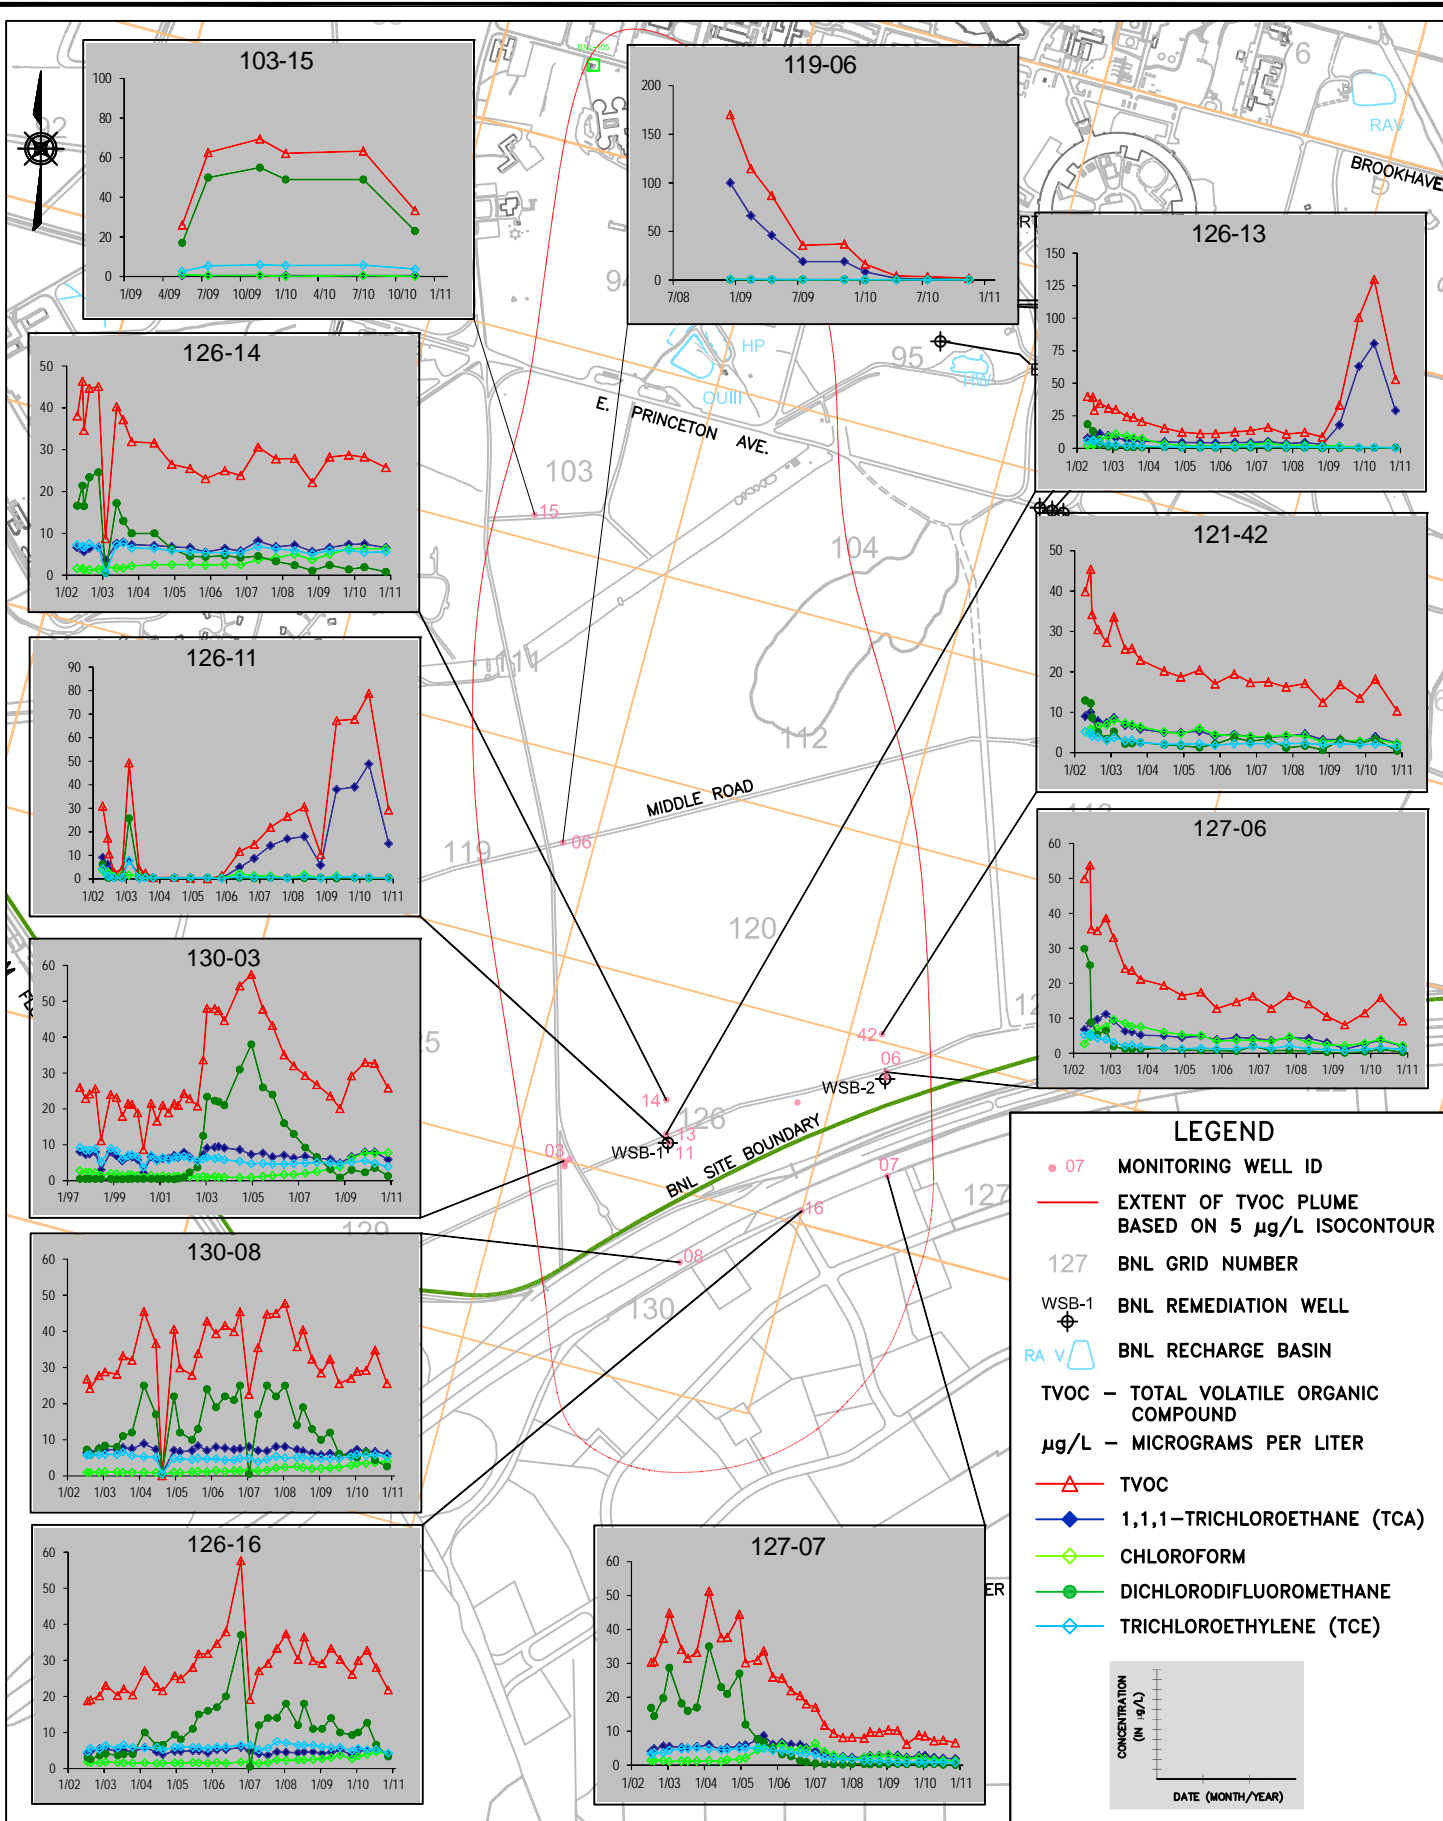 103-15
100
80
60
40
20
0
1/09 4/09 7/09 10/09 1/10 4/10 7/10 10/10 1/11
BNL-106
119-06
200
150
100
50
0
7/08 1/09 7/09 1/10 7/10 1/11
76
RAV
BROOKHAVE
92
94
126-13
150
125
100
75
50
25
0
1/02 1/03 1/04 1/05 1/06 1/07 1/08 1/09 1/10 1/11
126-14
50
40
30
20
10
0
1/02 1/03 1/04 1/05 1/06 1/07 1/08 1/09 1/10 1/11
HP
OUIII
95
HW
E. PRINCETON AVE.
103
15
104
111
112
121-42
50
40
30
20
10
0
1/02 1/03 1/04 1/05 1/06 1/07 1/08 1/09 1/10 1/11
126-11
90
80
70
60
50
40
30
20
10
0
1/02 1/03 1/04 1/05 1/06 1/07 1/08 1/09 1/10 1/11
MIDDLE ROAD
119
06
120
127-06
60
50
40
30
20
10
0
1/02 1/03 1/04 1/05 1/06 1/07 1/08 1/09 1/10 1/11
130-03
60
50
40
30
20
10
0
1/97 1/99 1/01 1/03 1/05 1/07 1/09 1/11
42
06
WSB-2
14
126
13
11
WSB-1
03
BNL SITE BOUNDARY
07
127
16
08
129
130
130-08
60
50
40
30
20
10
0
1/02 1/03 1/04 1/05 1/06 1/07 1/08 1/09 1/10 1/11
126-16
60
50
40
30
20
10
0
1/02 1/03 1/04 1/05 1/06 1/07 1/08 1/09 1/10 1/11
127-07
60
50
40
30
20
10
0
1/02 1/03 1/04 1/05 1/06 1/07 1/08 1/09 1/10 1/11
ER
LEGEND
07 MONITORING WELL ID
EXTENT OF TVOC PLUME
BASED ON 5 µg/L ISOCONTOUR
127 BNL GRID NUMBER
WSB-1 BNL REMEDIATION WELL
RA V BNL RECHARGE BASIN
TVOC – TOTAL VOLATILE ORGANIC
COMPOUND
µg/L – MICROGRAMS PER LITER
TVOC
1,1,1-TRICHLOROETHANE (TCA)
CHLOROFORM
DICHLORODIFLUOROMETHANE
TRICHLOROETHYLENE (TCE)
CONCENTRATION
(IN µg/L)
DATE (MONTH/YEAR)